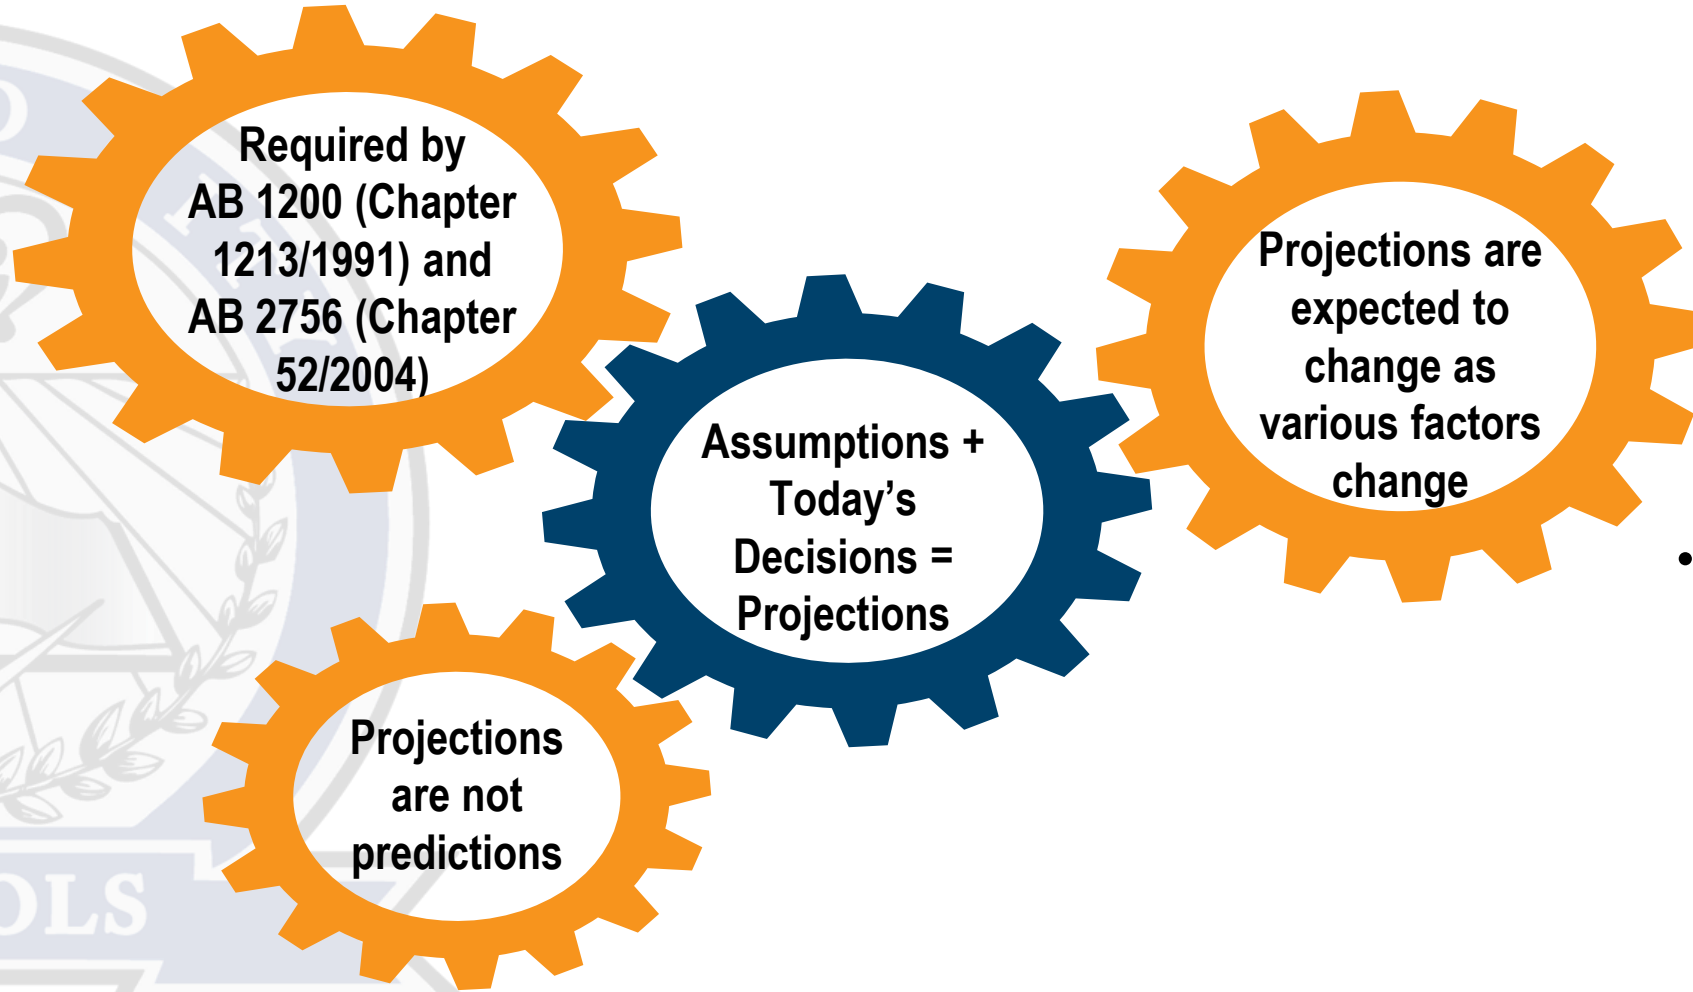 Required by
AB 1200 (Chapter
1213/1991) and
AB 2756 (Chapter
52/2004)
Projections are
expected to
change as
various factors
change
Assumptions +
Today’s
Decisions =
Projections
•
Projections
are not
predictions
OLS